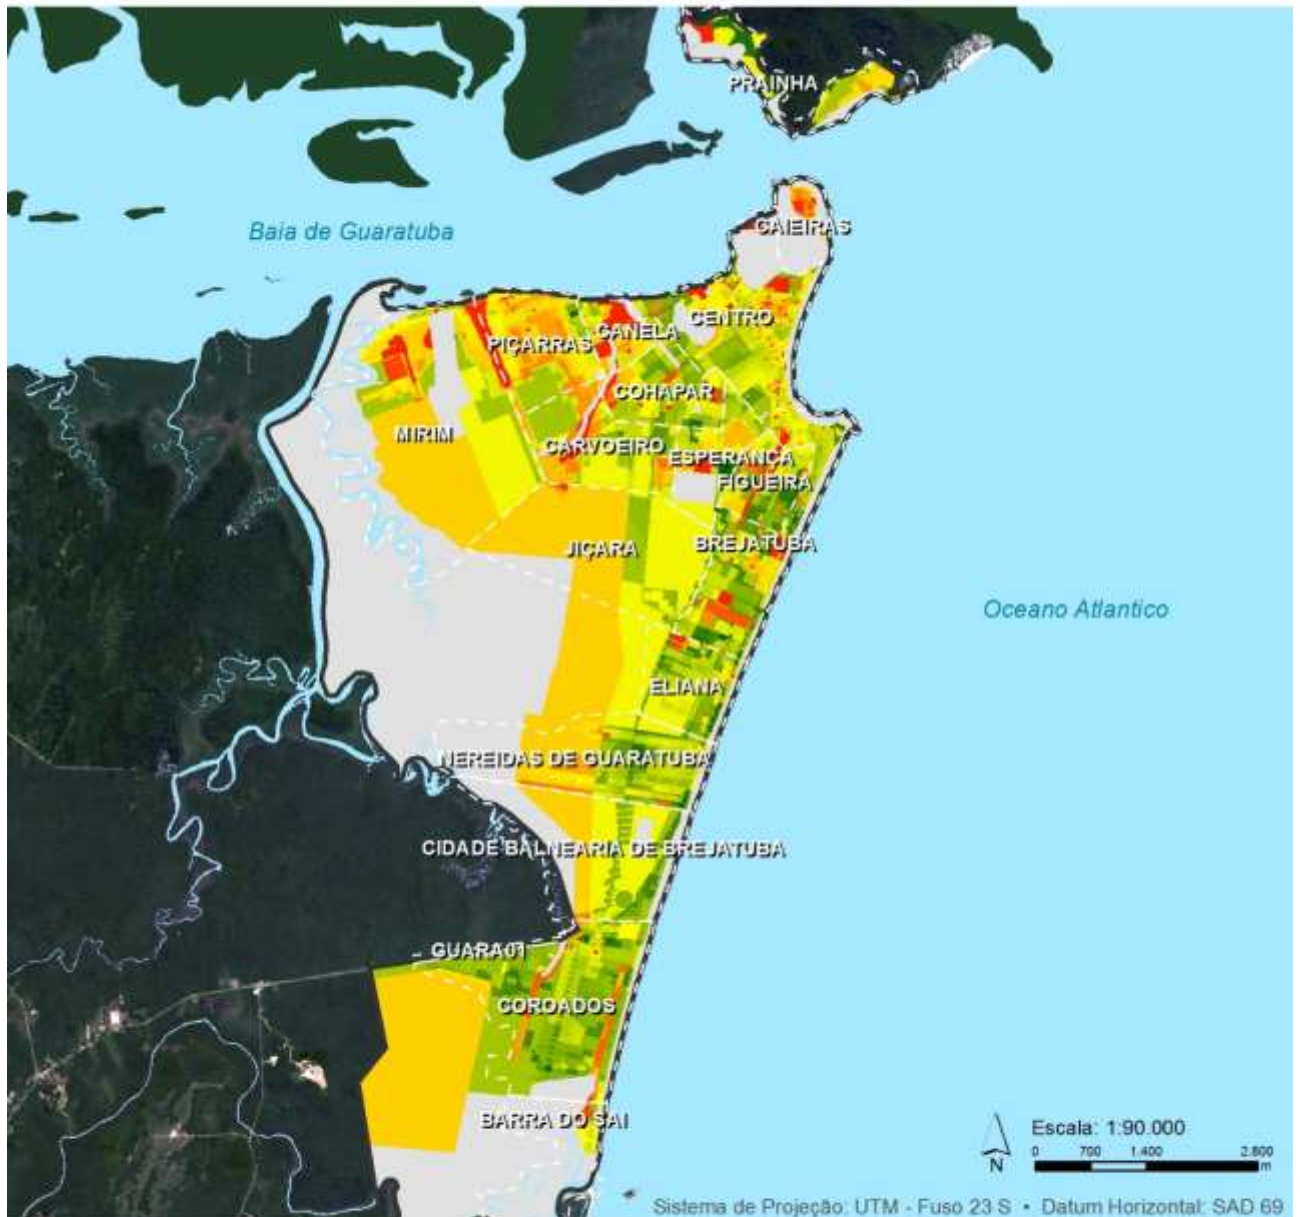 PRAINHA
CAIEIRAS
Baia de Guaratuba
CENTRO
CANELA
PIÇARRAS
COHAPAR
MIRIM
CARVOEIRO
ESPERANÇA
FIGUEIRA
BREJATUBA
JIÇARA
Oceano Atlantico
ELIANA
NEREIDAS DE GUARATUBA
CIDADE BALNEARIA DE BREJATUBA
GUARA01
COROADOS
BARRA DO SAI
Escala: 1:90.000
0 700 1.400 2.800
m
N
Sistema de Projeção: UTM - Fuso 23 S • Datum Horizontal: SAD 69